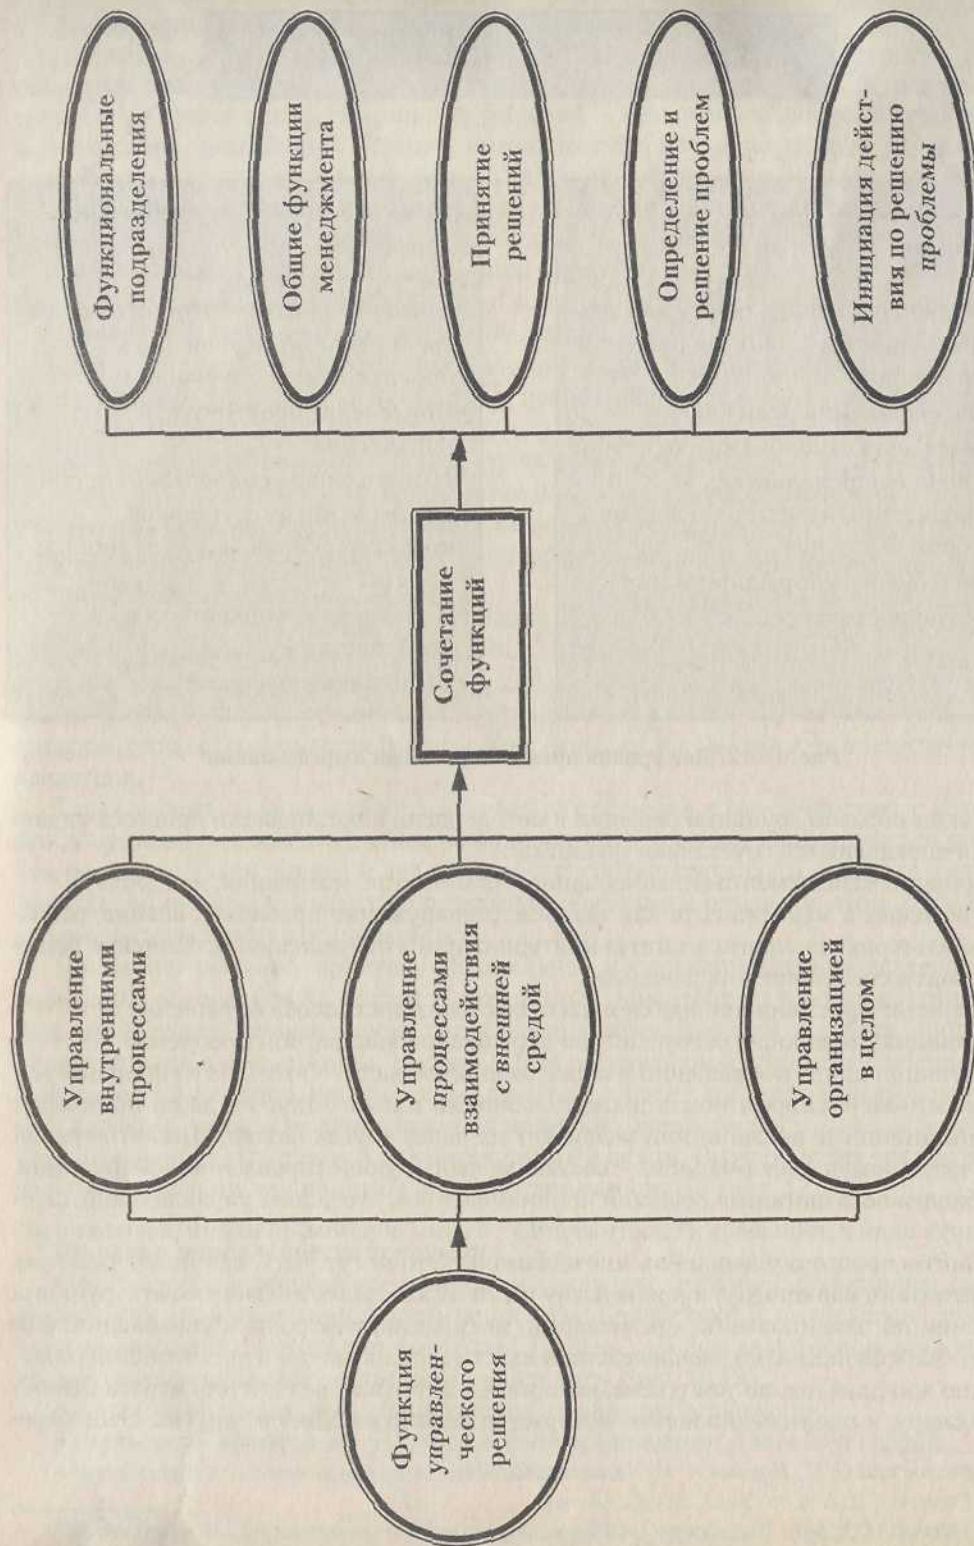 Функция
управлен-
ческого
решения
Управление
внутренними
процессами
Управление
процессами
взаимодействия
с внешней
средой
Управление
организацией
в целом
Сочетание
функций
Функциональные
подразделения
Общие функции
менеджмента
Принятие
решений
Определение и
решение проблем
Инициация дейст-
вия по решению
проблемы